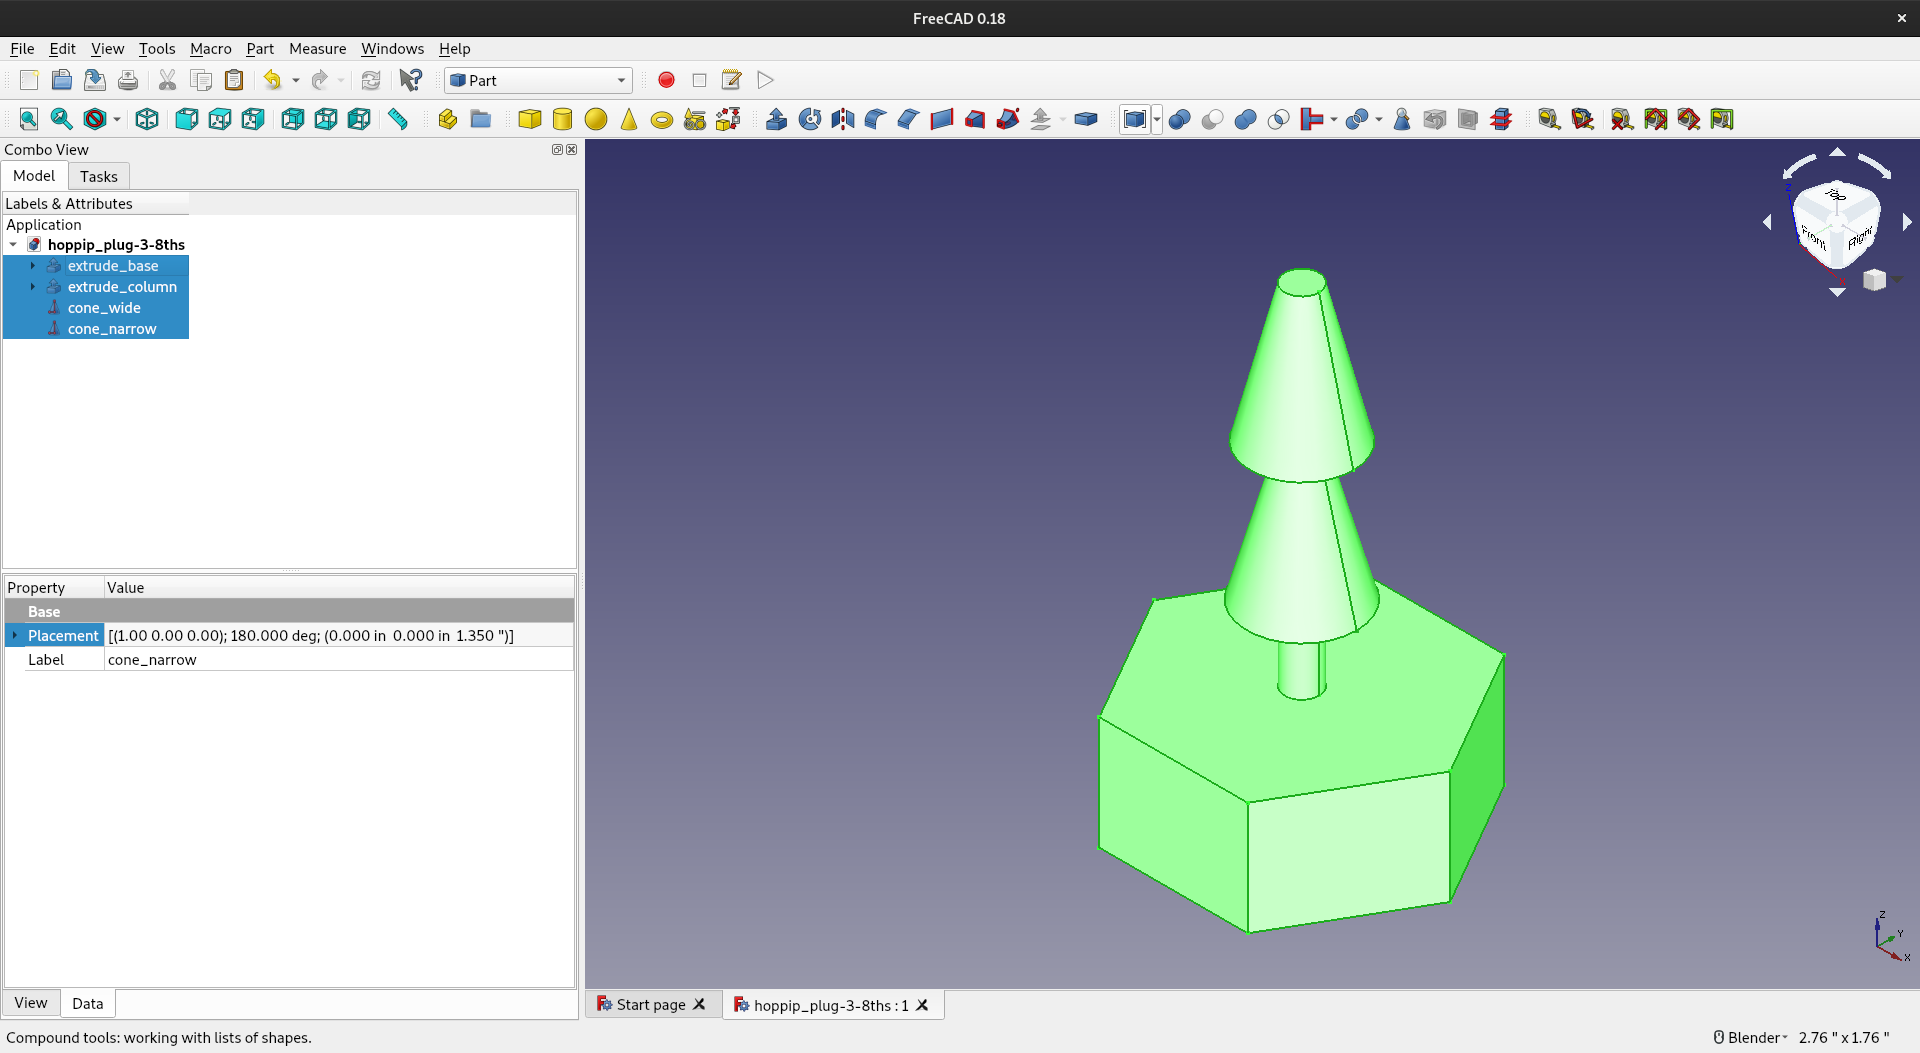 FreeCAD 0.18
File Edit View Tools Macro Part Measure Windows Help
Part
Combo View
Model Tasks
Labels & Attributes
Application
hoppip_plug-3-8ths
extrude_base
extrude_column
cone_wide
cone_narrow
Property Value
Base
Placement [(1.00 0.00 0.00); 180.000 deg; (0.000 in 0.000 in 1.350 ")]
Label cone_narrow
View Data
Top
Front Right
Z
X
Z
Y
X
Start page
hoppip_plug-3-8ths : 1
Compound tools: working with lists of shapes.
Blender
2.76 " x 1.76 "